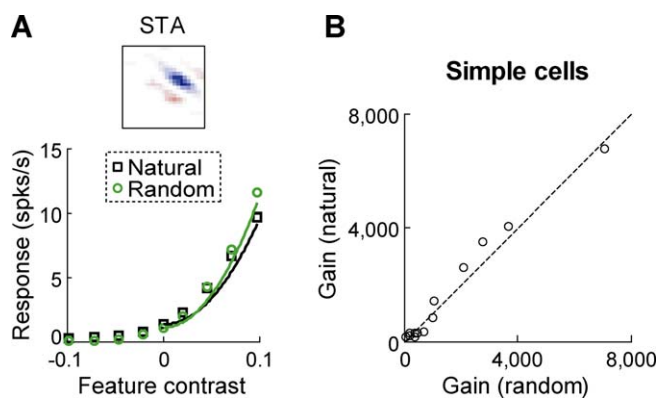 A
STA
Natural
Random
Response (spks/s)
15
10
5
0
-0.1
0
0.1
Feature contrast
B
Simple cells
Gain (natural)
8,000
4,000
0
0
4,000
8,000
Gain (random)